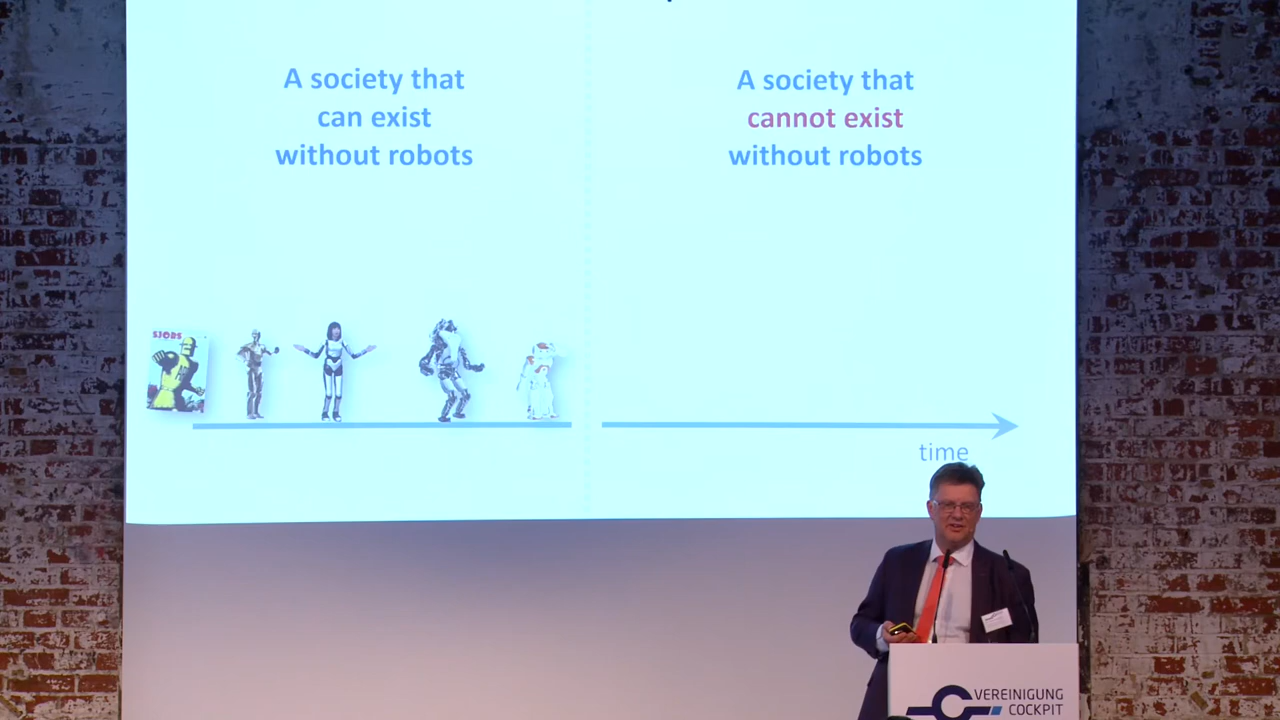 A society that
can exist
without robots
A society that
cannot exist
without robots
SJORS
time
VEREINIGUNG
COCKPIT